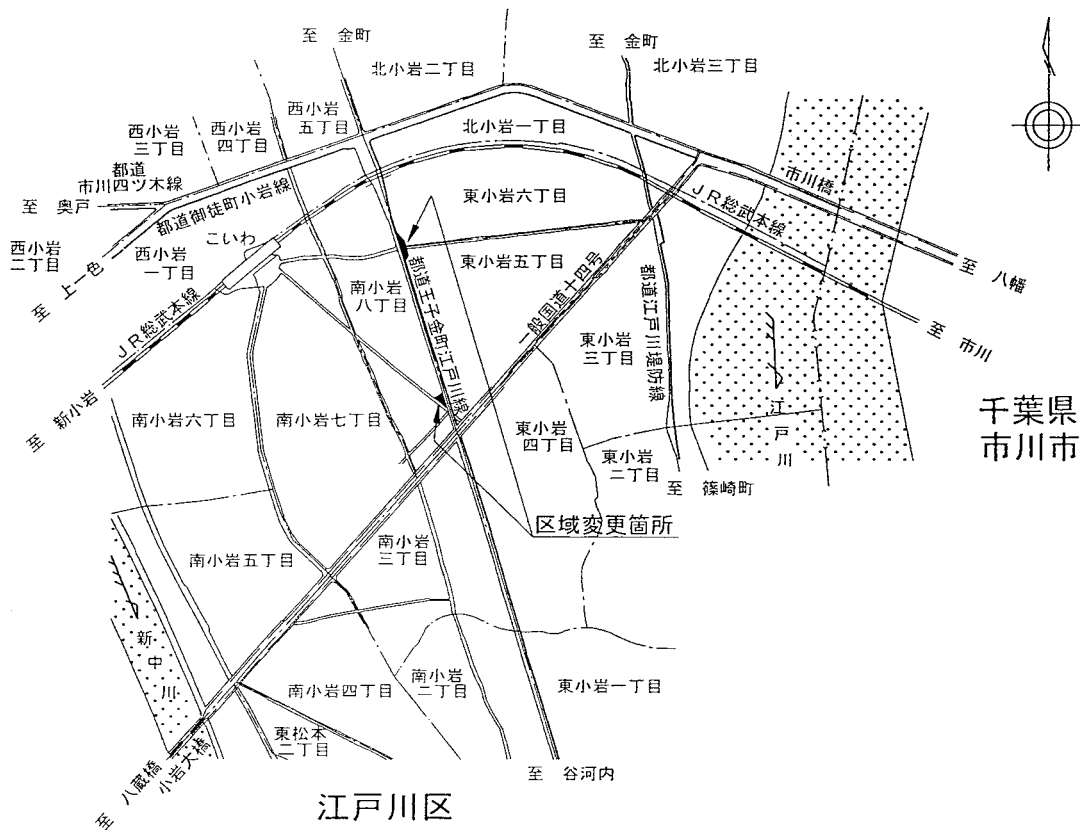 至 金町
至 金町
北小岩二丁目
北小岩三丁目
西小岩
五丁目
西小岩
四丁目
西小岩
三丁目
北小岩一丁目
都道
市川四ツ木線
至 奥戸
都道御徒町小岩線
東小岩六丁目
市川橋
JR総武本線
西小岩
二丁目
西小岩
一丁目
こいわ
至 上一色
東小岩五丁目
至 八幡
南小岩
八丁目
都道王子金町江戸川線
一般国道十四号
東小岩
三丁目
都道江戸川堤防線
至 市川
JR総武本線
至 新小岩
江戸川
千葉県
市川市
南小岩六丁目
南小岩七丁目
東小岩
四丁目
東小岩
二丁目
至 篠崎町
区域変更箇所
南小岩
三丁目
南小岩五丁目
新中川
南小岩四丁目
南小岩
二丁目
東小岩一丁目
東松本
二丁目
小岩大橋
至 八蔵橋
至 谷河内
江戸川区